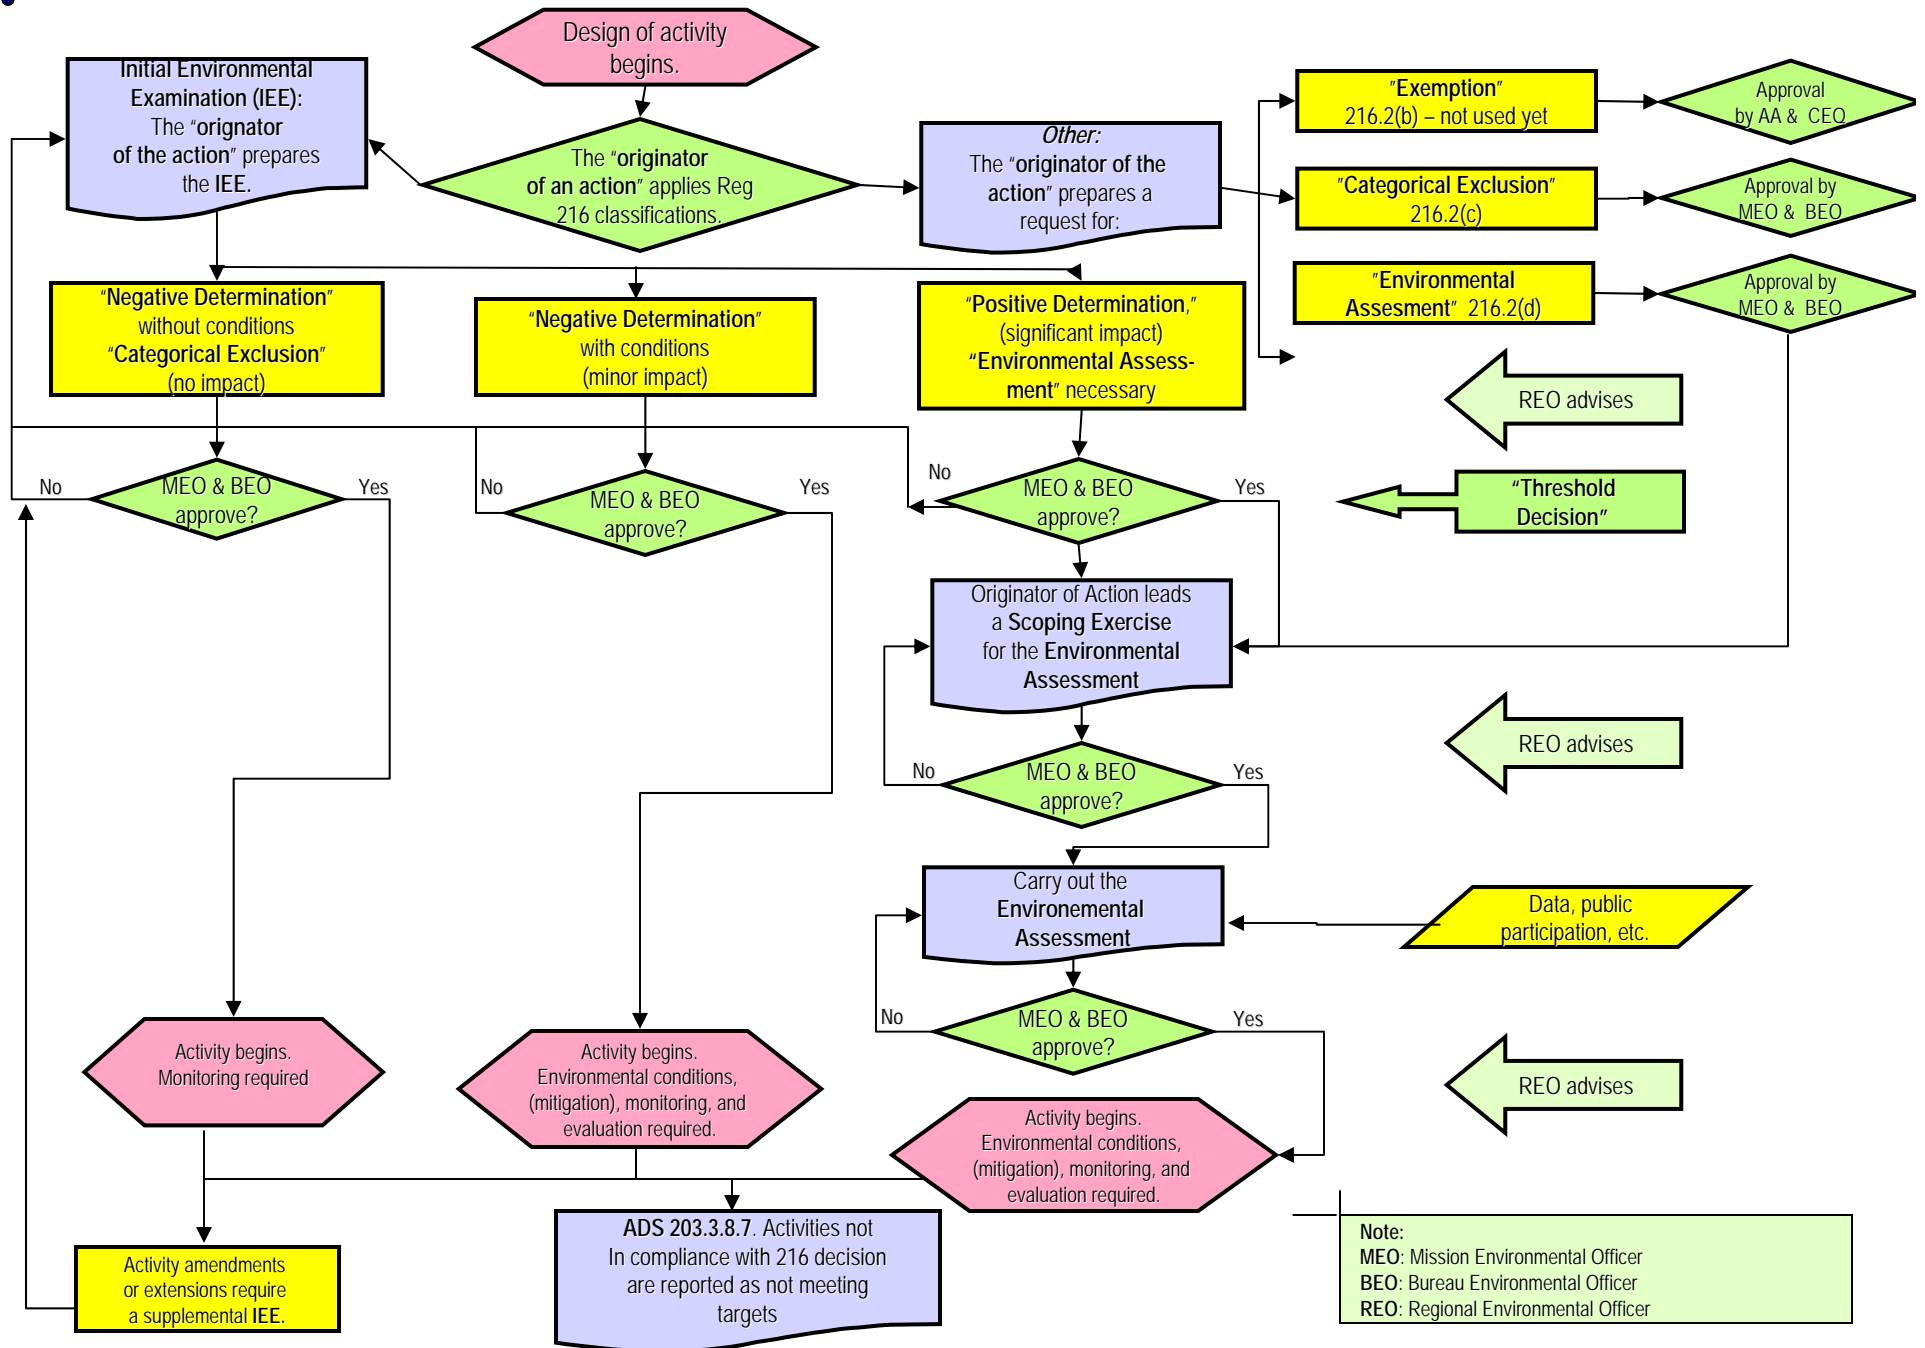 Design of activity
begins.
Initial Environmental
Examination (IEE):
The "orignator
of the action" prepares
the IEE.
The "originator
of an action" applies Reg
216 classifications.
Other:
The "originator of the
action" prepares a
request for:
"Exemption"
216.2(b) – not used yet
Approval
by AA & CEQ
"Categorical Exclusion"
216.2(c)
Approval by
MEO & BEO
"Environmental
Assesment" 216.2(d)
Approval by
MEO & BEO
"Negative Determination"
without conditions
"Categorical Exclusion"
(no impact)
"Negative Determination"
with conditions
(minor impact)
"Positive Determination,"
(significant impact)
"Environmental Assess-
ment" necessary
REO advises
No
MEO & BEO
approve?
Yes
No
MEO & BEO
approve?
Yes
No
MEO & BEO
approve?
Yes
"Threshold
Decision"
Originator of Action leads
a Scoping Exercise
for the Environmental
Assessment
No
MEO & BEO
approve?
Yes
REO advises
Carry out the
Environemental
Assessment
Data, public
participation, etc.
No
MEO & BEO
approve?
Yes
REO advises
Activity begins.
Monitoring required
Activity begins.
Environmental conditions,
(mitigation), monitoring, and
evaluation required.
Activity begins.
Environmental conditions,
(mitigation), monitoring, and
evaluation required.
Activity amendments
or extensions require
a supplemental IEE.
ADS 203.3.8.7. Activities not
In compliance with 216 decision
are reported as not meeting
targets
Note:
MEO: Mission Environmental Officer
BEO: Bureau Environmental Officer
REO: Regional Environmental Officer